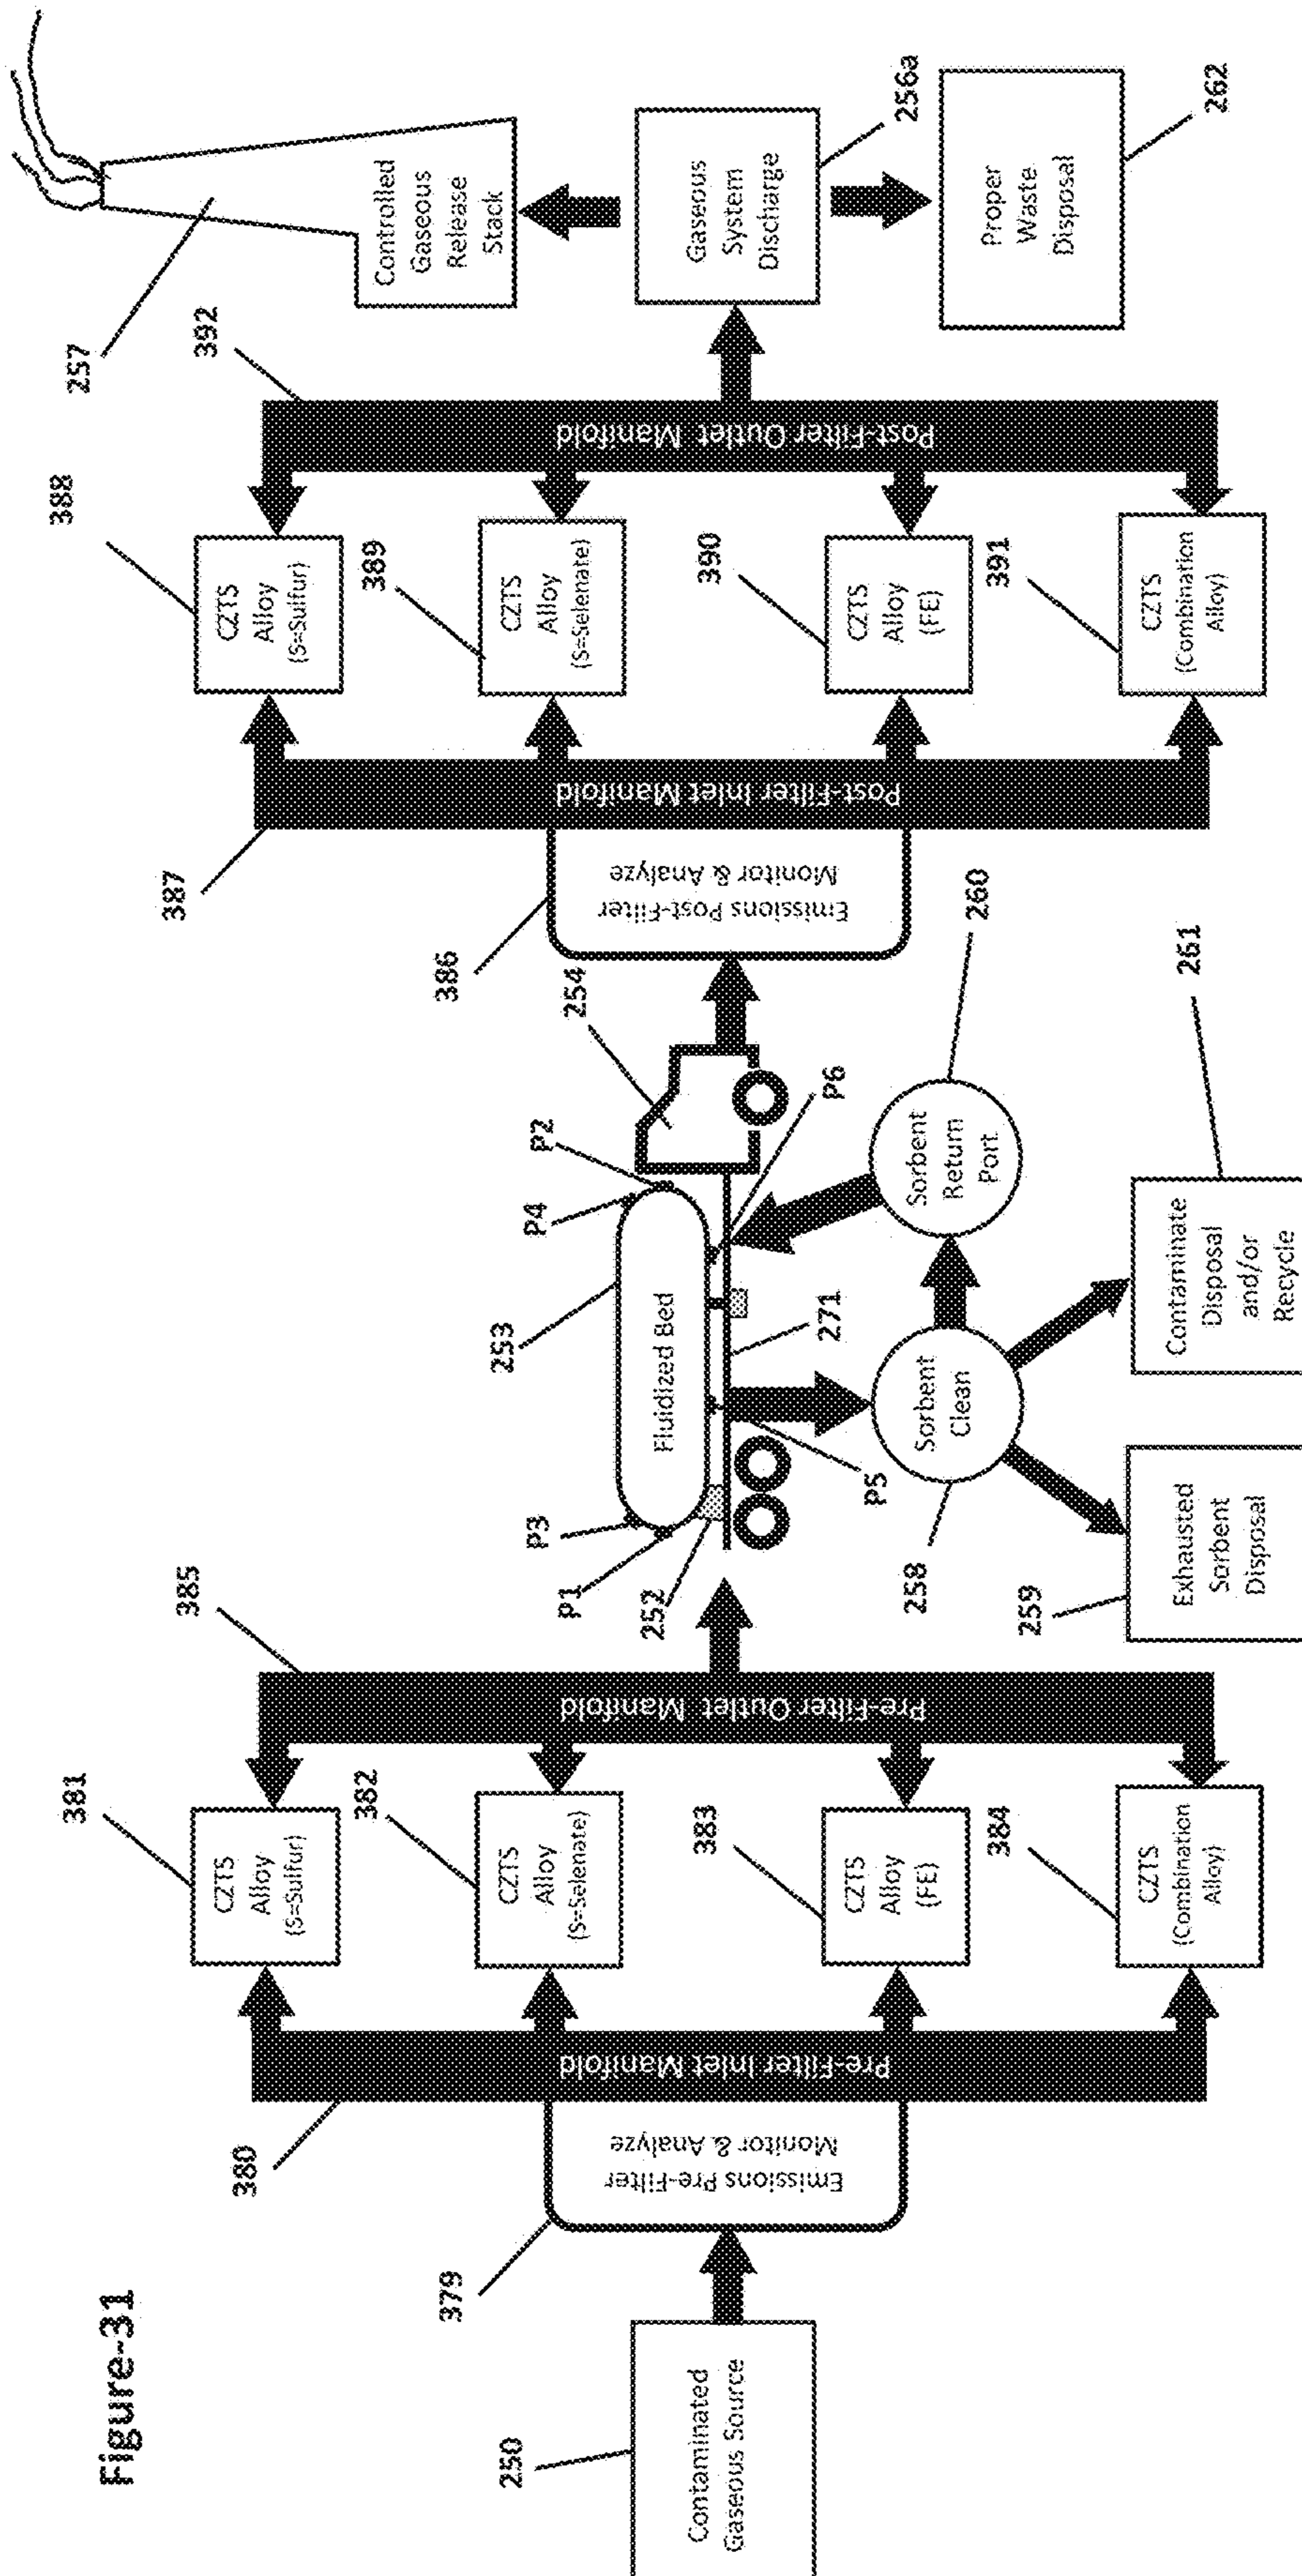 Figure-31
250
Contaminated
Gaseous Source
379
Emissions Pre-Filter
Monitor & Analyze
380
Pre-Filter Inlet Manifold
381
CZTS
Alloy
(S=Sulfur)
382
CZTS
Alloy
(S=Selenate)
383
CZTS
Alloy
(FE)
384
CZTS
(Combination
Alloy)
385
Pre-Filter Outlet Manifold
P3
P1
252
253
Fluidized Bed
P4
P2
254
P5
271
P6
258
Sorbent
Clean
259
Exhausted
Sorbent
Disposal
260
Sorbent
Return
Port
261
Contaminate
Disposal
and/or
Recycle
386
Emissions Post-Filter
Monitor & Analyze
387
Post-Filter Inlet Manifold
388
CZTS
Alloy
(S=Sulfur)
389
CZTS
Alloy
(S=Selenate)
390
CZTS
Alloy
(FE)
391
CZTS
(Combination
Alloy)
392
Post-Filter Outlet Manifold
257
Controlled
Gaseous
Release
Stack
Gaseous
System
Discharge
256a
Proper
Waste
Disposal
262